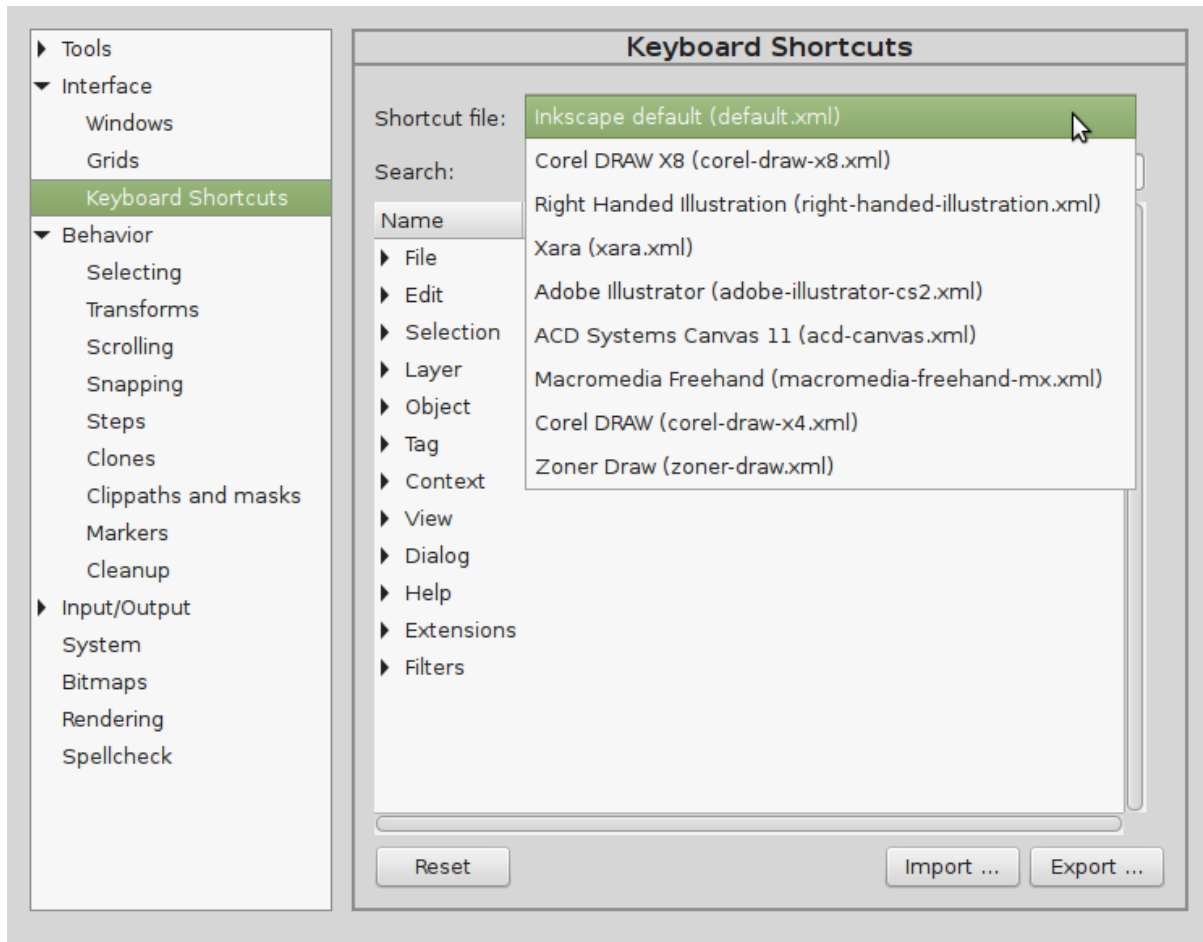 Tools
Interface
Windows
Grids
Keyboard Shortcuts
Behavior
Selecting
Transforms
Scrolling
Snapping
Steps
Clones
Clippaths and masks
Markers
Cleanup
Input/Output
System
Bitmaps
Rendering
Spellcheck
Keyboard Shortcuts
Shortcut file:
Inkscape default (default.xml)
Corel DRAW X8 (corel-draw-x8.xml)
Right Handed Illustration (right-handed-illustration.xml)
Xara (xara.xml)
Adobe Illustrator (adobe-illustrator-cs2.xml)
ACD Systems Canvas 11 (acd-canvas.xml)
Macromedia Freehand (macromedia-freehand-mx.xml)
Corel DRAW (corel-draw-x4.xml)
Zoner Draw (zoner-draw.xml)
Search:
Name
File
Edit
Selection
Layer
Object
Tag
Context
View
Dialog
Help
Extensions
Filters
Reset
Import ...
Export ...